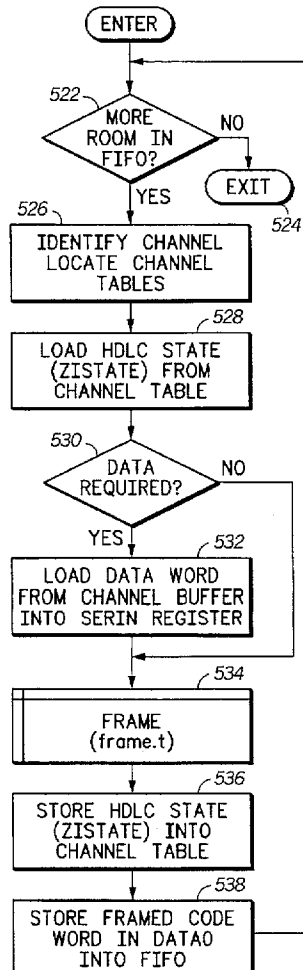 ENTER
522
MORE
ROOM IN
FIFO?
NO
YES
EXIT
524
526
IDENTIFY CHANNEL
LOCATE CHANNEL
TABLES
528
LOAD HDLC STATE
(ZISTATE) FROM
CHANNEL TABLE
530
DATA
REQUIRED?
NO
YES
532
LOAD DATA WORD
FROM CHANNEL BUFFER
INTO SERIN REGISTER
534
FRAME
(frame.t)
536
STORE HDLC STATE
(ZISTATE) INTO
CHANNEL TABLE
538
STORE FRAMED CODE
WORD IN DATAO
INTO FIFO